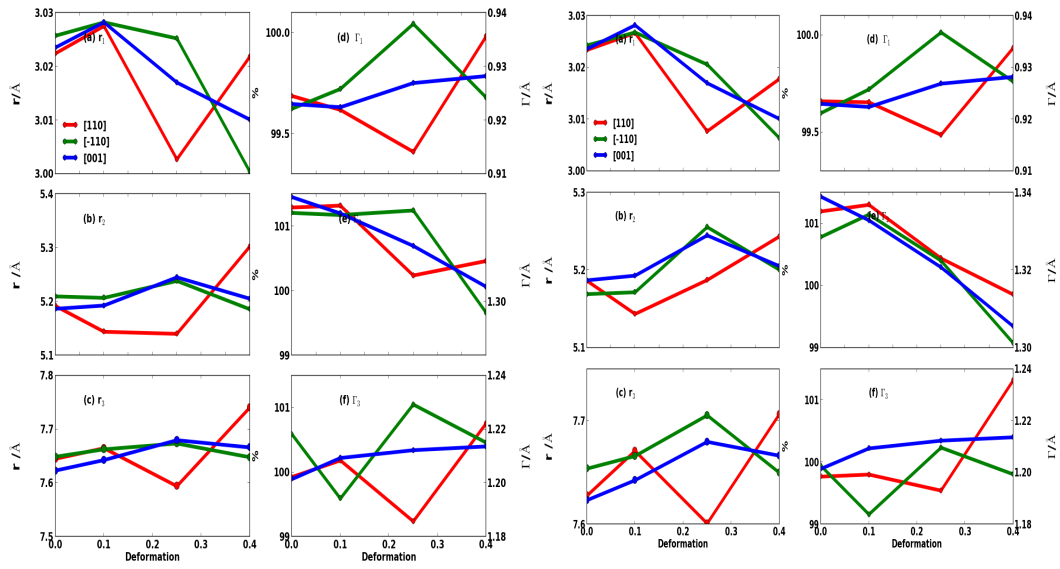 3.03
3.02
3.01
3.00
r/Å
(a) r1
[110]
[-110]
[001]
100.0
99.5
%
(d) Γ1
0.94
0.93
0.92
0.91
Γ/Å
5.4
5.3
5.2
5.1
r/Å
(b) r2
101
100
99
%
(e)
1.30
Γ/Å
7.8
7.7
7.6
7.5
r/Å
(c) r3
0.0 0.1 0.2 0.3 0.4
Deformation
101
100
99
%
(f) Γ3
1.24
1.22
1.20
1.18
Γ/Å
0.0 0.1 0.2 0.3 0.4
Deformation
3.03
3.02
3.01
3.00
r/Å
(a) r1
[110]
[-110]
[001]
100.0
99.5
%
(d) Γ1
0.94
0.93
0.92
0.91
Γ/Å
5.3
5.2
5.1
r/Å
(b) r2
101
100
99
%
(e)
1.34
1.32
1.30
Γ/Å
7.7
7.6
r/Å
(c) r3
0.0 0.1 0.2 0.3 0.4
Deformation
101
100
99
%
(f) Γ3
1.24
1.22
1.20
1.18
Γ/Å
0.0 0.1 0.2 0.3 0.4
Deformation